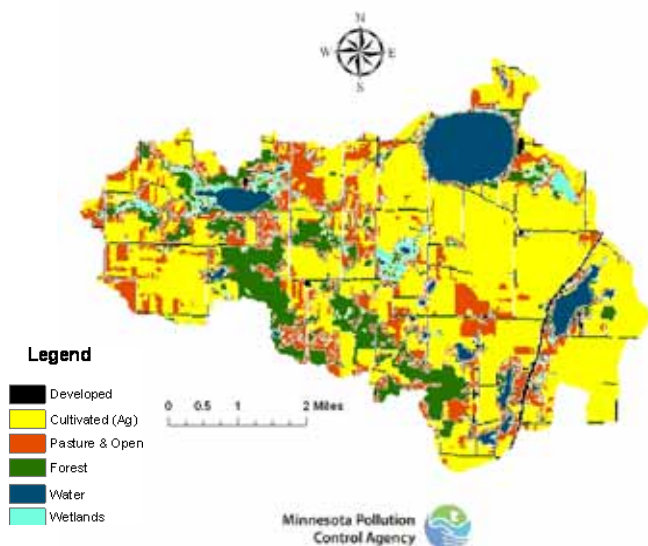 N
W E
S
Legend
Developed
Cultivated (Ag)
Pasture & Open
Forest
Water
Wetlands
0 0.5 1 2 Miles
Minnesota Pollution
Control Agency